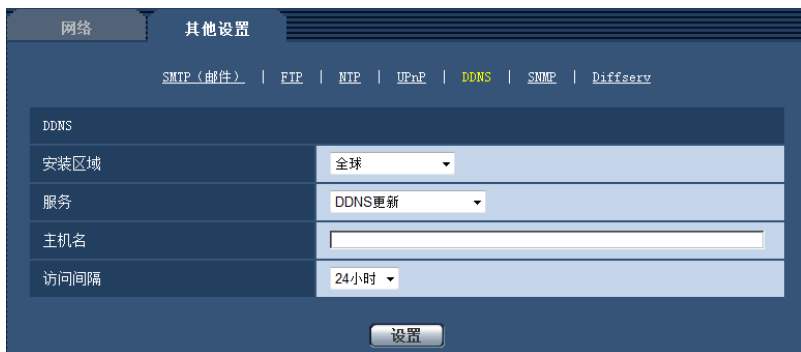 网络 其他设置
SMTP（邮件） | FTP | NTP | UPnP | DDNS | SNMP | Diffserv
DDNS
安装区域 全球
服务 DDNS更新
主机名
访问间隔 24小时
设置